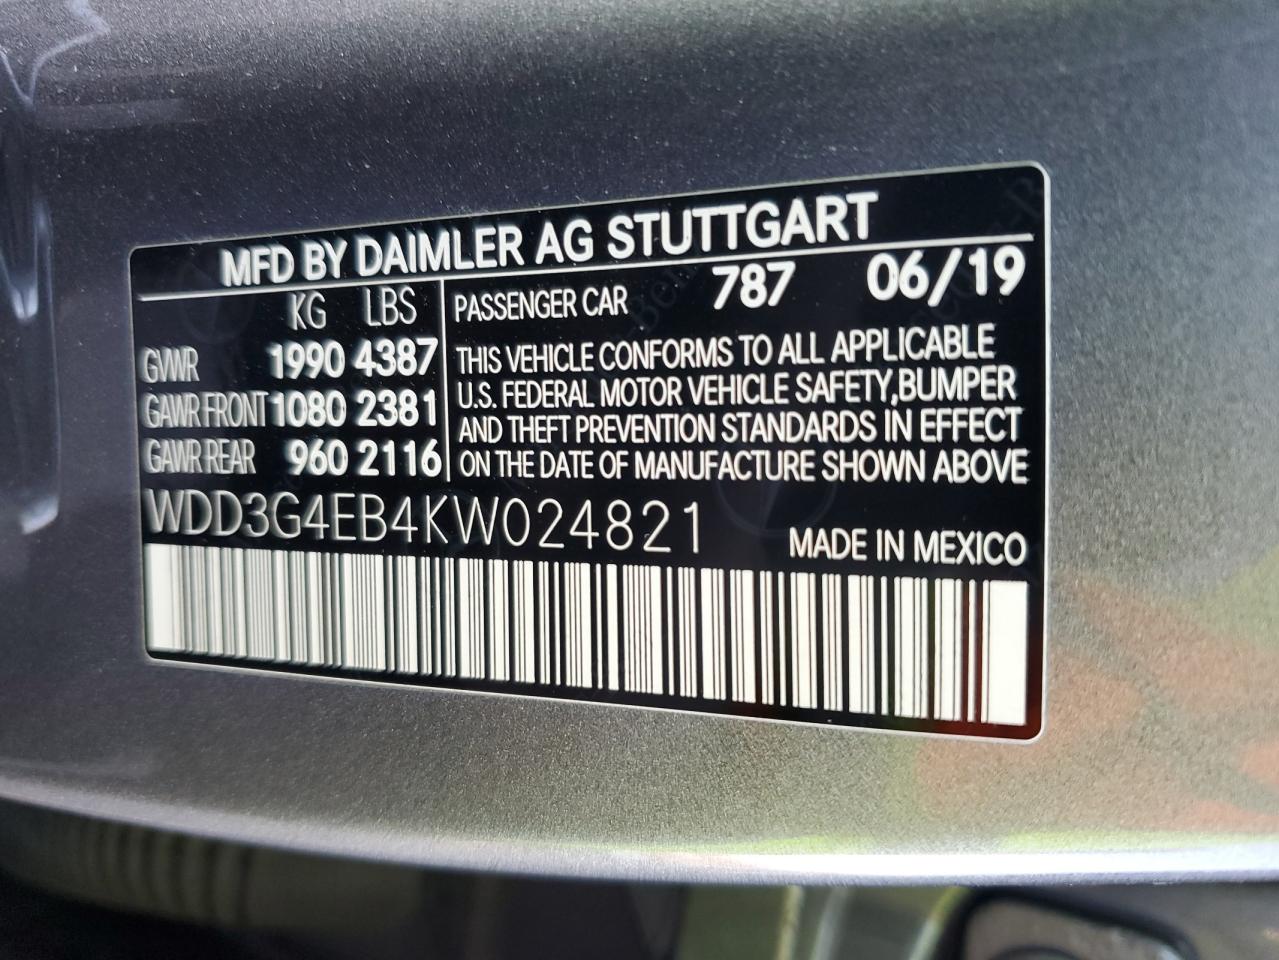 MFD BY DAIMLER AG STUTTGART
KG LBS
GVWR 1990 4387
GAWR FRONT 1080 2381
GAWR REAR 960 2116
PASSENGER CAR 787 06/19
THIS VEHICLE CONFORMS TO ALL APPLICABLE
U.S. FEDERAL MOTOR VEHICLE SAFETY,BUMPER
AND THEFT PREVENTION STANDARDS IN EFFECT
ON THE DATE OF MANUFACTURE SHOWN ABOVE
WDD3G4EB4KW024821
MADE IN MEXICO